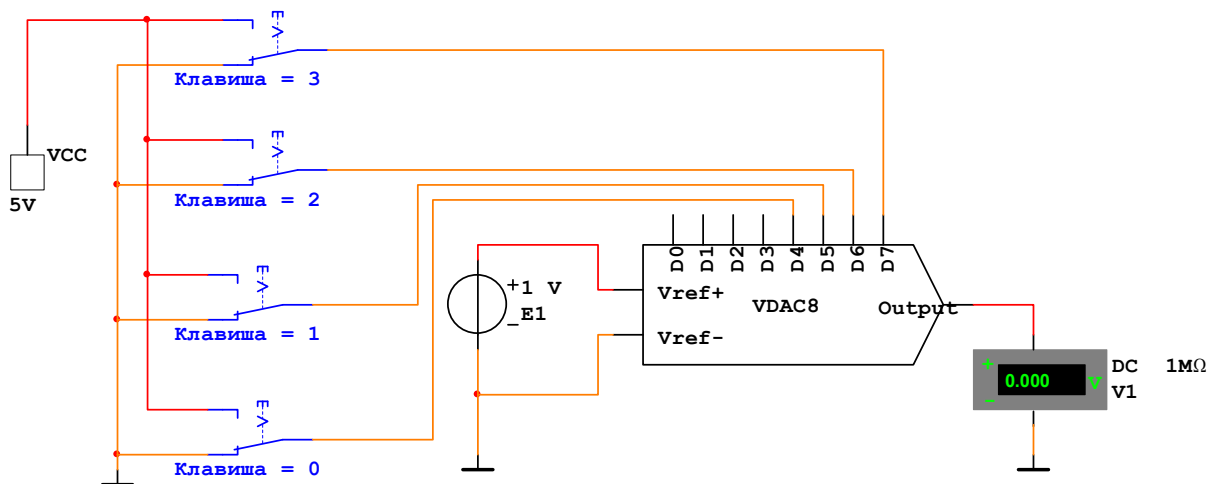 Клавиша = 3
VCC
5V
Клавиша = 2
D0 D1 D2 D3 D4 D5 D6 D7
+1 V
_E1
Vref+
VDAC8
Output
Vref-
Клавиша = 1
+
0.000 V
-
DC 1MΩ
V1
Клавиша = 0